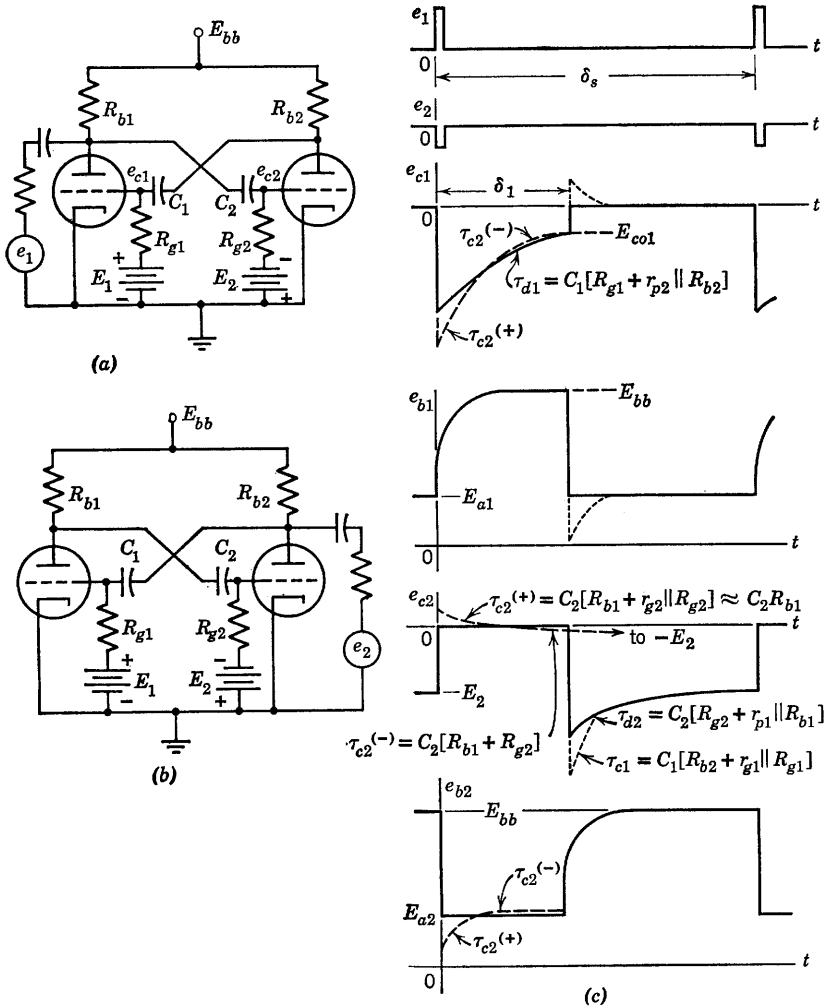 E_bb
R_b1
R_b2
e_c1
e_c2
C_1
C_2
R_g1
R_g2
e_1
+
-
E_1
E_2
-
+
(a)
E_bb
R_b1
R_b2
C_1
C_2
R_g1
R_g2
e_2
+
-
E_1
E_2
-
+
(b)
e_1
0
t
δ_s
e_2
0
t
e_c1
δ_1
0
t
τ_c2(-)
E_co1
τ_d1 = C_1[R_g1 + r_p2 || R_b2]
τ_c2(+)
e_b1
E_bb
E_a1
0
t
e_c2
τ_c2(+) = C_2[R_b1 + r_g2 || R_g2] ≈ C_2R_b1
0
t
to -E_2
-E_2
τ_d2 = C_2[R_g2 + r_p1 || R_b1]
τ_c2(-) = C_2[R_b1 + R_g2]
τ_c1 = C_1[R_b2 + r_g1 || R_g1]
e_b2
E_bb
τ_c2(-)
E_a2
τ_c2(+)
0
t
(c)